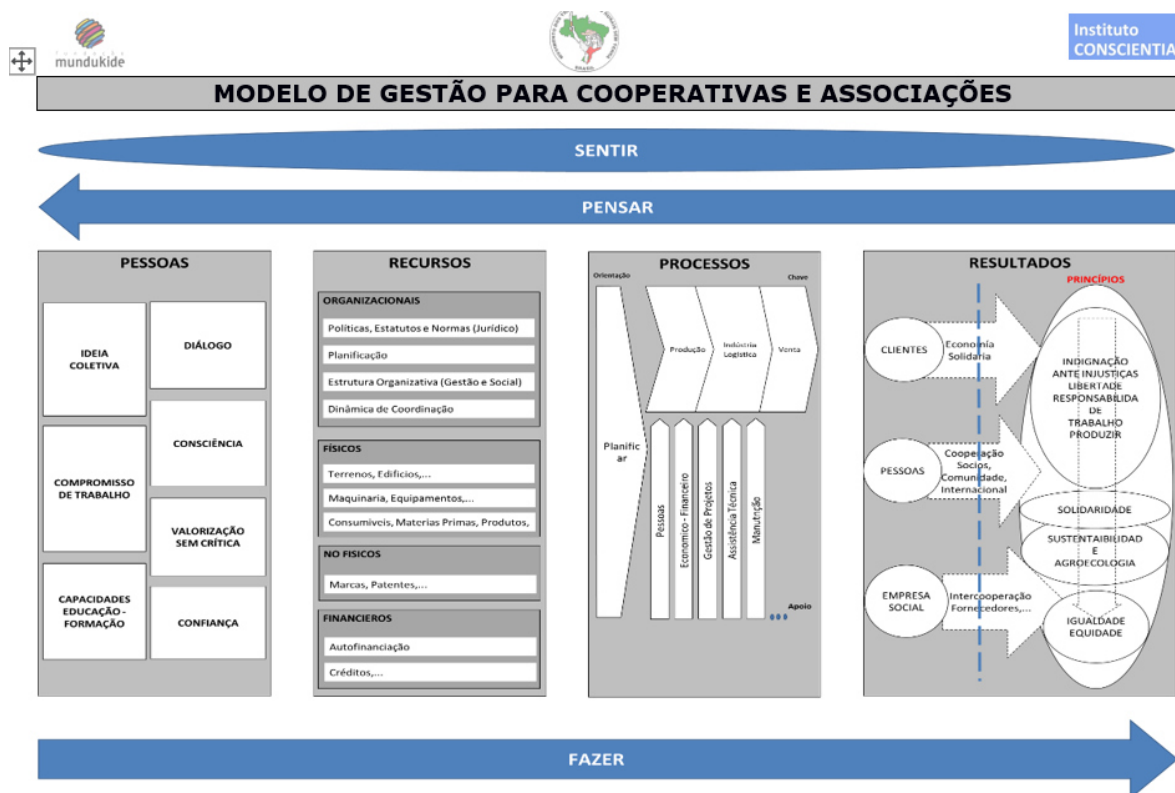 mundukide
BRASIL
Instituto
CONSCIENTIA
MODELO DE GESTÃO PARA COOPERATIVAS E ASSOCIAÇÕES
SENTIR
PENSAR
PESSOAS
IDEIA
COLETIVA
DIÁLOGO
CONSCIÊNCIA
COMPROMISSO
DE TRABALHO
VALORIZAÇÃO
SEM CRÍTICA
CAPACIDADES
EDUCAÇÃO -
FORMAÇÃO
CONFIANÇA
RECURSOS
ORGANIZACIONAIS
Políticas, Estatutos e Normas (Jurídico)
Planificação
Estrutura Organizativa (Gestão e Social)
Dinâmica de Coordinação
FÍSICOS
Terrenos, Edificios,...
Maquinaria, Equipamentos,...
Consumiveis, Materias Primas, Produtos,
NO FISICOS
Marcas, Patentes,...
FINANCIEROS
Autofinanciação
Créditos,...
PROCESSOS
Orientação
Chave
Produção
Indústria
Logística
Venta
Planific
ar
Pessoas
Economico - Financeiro
Gestão de Projetos
Assistência Técnica
Manutnção
Apoio
RESULTADOS
PRINCÍPIOS
CLIENTES
Economía
Solidaria
INDIGNAÇÃO
ANTE INJUSTIÇAS
LIBERTADE
RESPONSABILIDA
DE
TRABALHO
PRODUZIR
PESSOAS
Cooperação
Socios,
Comunidade,
Internacional
SOLIDARIDADE
SUSTENTAIBILIDAD
E
AGROECOLOGIA
EMPRESA
SOCIAL
Intercooperação
Fornecedores,...
IGUALDADE
EQUIDADE
FAZER